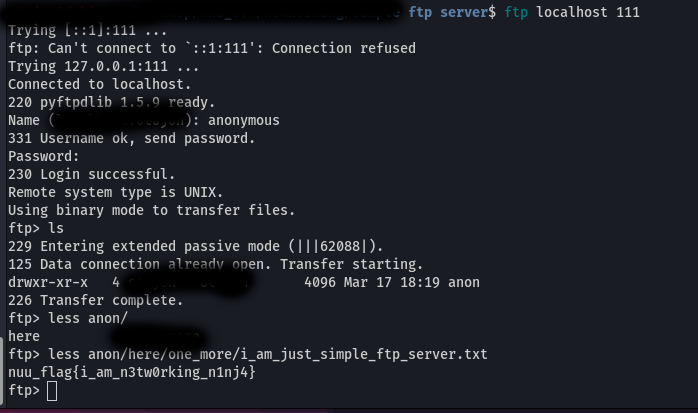 ftp server$ ftp localhost 111
Trying [::1]:111 ...
ftp: Can't connect to `::1:111': Connection refused
Trying 127.0.0.1:111 ...
Connected to localhost.
220 pyftpdlib 1.5.9 ready.
Name ( ): anonymous
331 Username ok, send password.
Password:
230 Login successful.
Remote system type is UNIX.
Using binary mode to transfer files.
ftp> ls
229 Entering extended passive mode (|||62088|).
125 Data connection already open. Transfer starting.
drwxr-xr-x 4 4096 Mar 17 18:19 anon
226 Transfer complete.
ftp> less anon/
here
ftp> less anon/here/one_more/i_am_just_simple_ftp_server.txt
nuu_flag{i_am_n3tw0rking_n1nj4}
ftp>